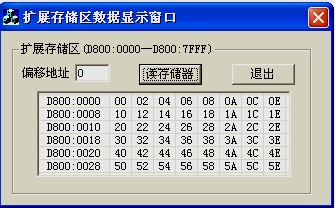 扩展存储区数据显示窗口
扩展存储区(D800:0000—D800:7FFF)
偏移地址 0 读存储器 退出
D800:0000 00 02 04 06 08 0A 0C 0E
D800:0008 10 12 14 16 18 1A 1C 1E
D800:0010 20 22 24 26 28 2A 2C 2E
D800:0018 30 32 34 36 38 3A 3C 3E
D800:0020 40 42 44 46 48 4A 4C 4E
D800:0028 50 52 54 56 58 5A 5C 5E